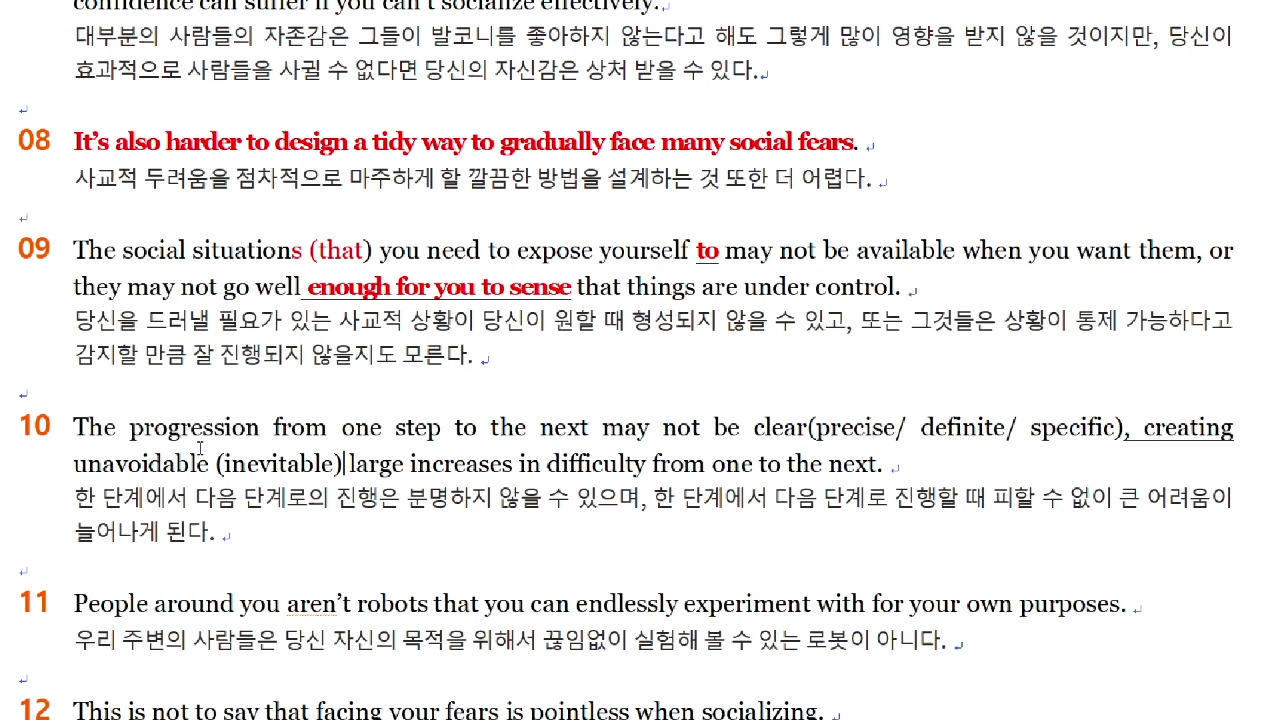 confidence can suffer if you can't socialize effectively.
대부분의 사람들의 자존감은 그들이 발코니를 좋아하지 않는다고 해도 그렇게 많이 영향을 받지 않을 것이지만, 당신이
효과적으로 사람들을 사귈 수 없다면 당신의 자신감은 상처 받을 수 있다.
08 It's also harder to design a tidy way to gradually face many social fears.
사교적 두려움을 점차적으로 마주하게 할 깔끔한 방법을 설계하는 것 또한 더 어렵다.
09 The social situations (that) you need to expose yourself to may not be available when you want them, or
they may not go well enough for you to sense that things are under control.
당신을 드러낼 필요가 있는 사교적 상황이 당신이 원할 때 형성되지 않을 수 있고, 또는 그것들은 상황이 통제 가능하다고
감지할 만큼 잘 진행되지 않을지도 모른다.
10 The progression from one step to the next may not be clear(precise/ definite/ specific), creating
unavoidable (inevitable) large increases in difficulty from one to the next.
한 단계에서 다음 단계로의 진행은 분명하지 않을 수 있으며, 한 단계에서 다음 단계로 진행할 때 피할 수 없이 큰 어려움이
늘어나게 된다.
11 People around you aren't robots that you can endlessly experiment with for your own purposes.
우리 주변의 사람들은 당신 자신의 목적을 위해서 끊임없이 실험해 볼 수 있는 로봇이 아니다.
12 This is not to say that facing your fears is pointless when socializing.